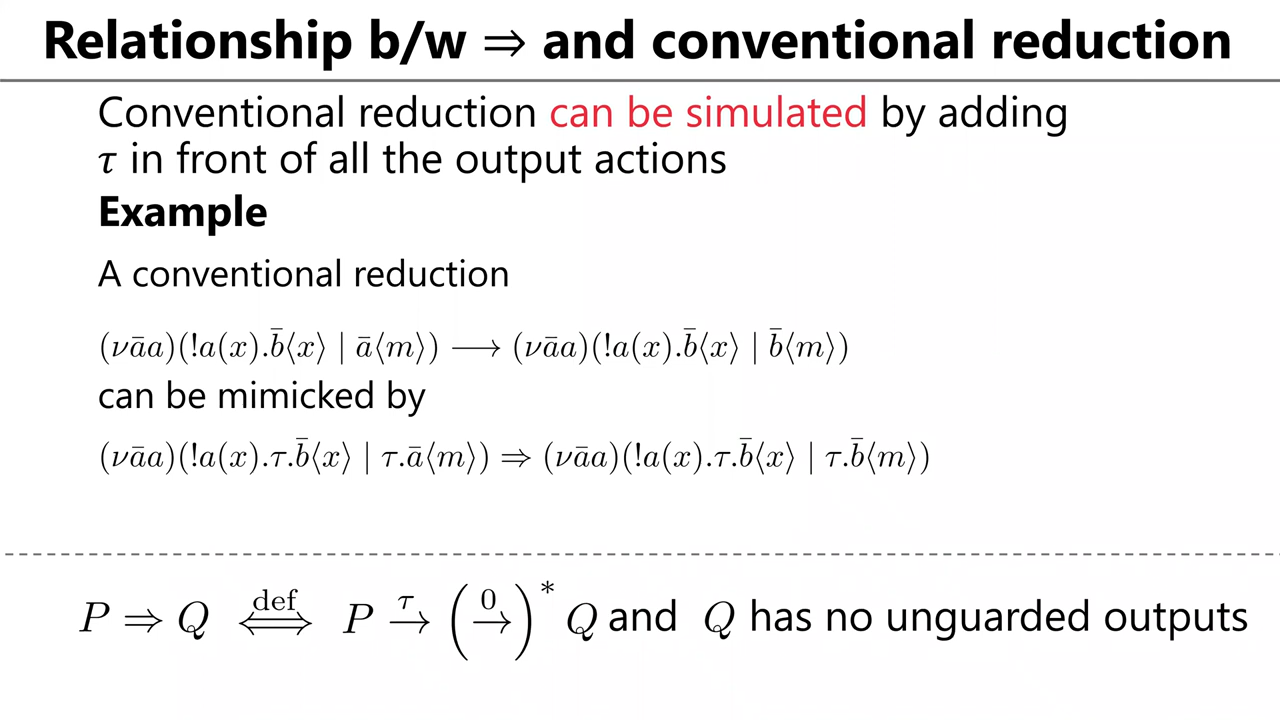 Relationship b/w ⇒ and conventional reduction
Conventional reduction can be simulated by adding
τ in front of all the output actions
Example
A conventional reduction
(νāa)(!a(x).b̄⟨x⟩ | ā⟨m⟩) ⟶ (νāa)(!a(x).b̄⟨x⟩ | b̄⟨m⟩)
can be mimicked by
(νāa)(!a(x).τ.b̄⟨x⟩ | τ.ā⟨m⟩) ⇒ (νāa)(!a(x).τ.b̄⟨x⟩ | τ.b̄⟨m⟩)
P ⇒ Q ⟺^def P →^τ (→^0)^* Q and Q has no unguarded outputs